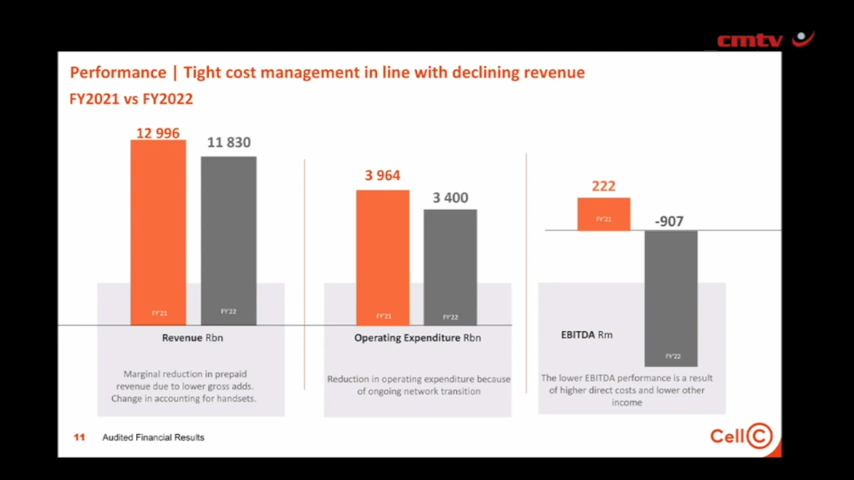 cmtv
Performance | Tight cost management in line with declining revenue
FY2021 vs FY2022
12 996
11 830
FY'21
FY'22
Revenue Rbn
Marginal reduction in prepaid
revenue due to lower gross adds.
Change in accounting for handsets.
3 964
3 400
FY'21
FY'22
Operating Expenditure Rbn
Reduction in operating expenditure because
of ongoing network transition
222
-907
FY'21
FY'22
EBITDA Rm
The lower EBITDA performance is a result
of higher direct costs and lower other
income
11 Audited Financial Results
Cell C